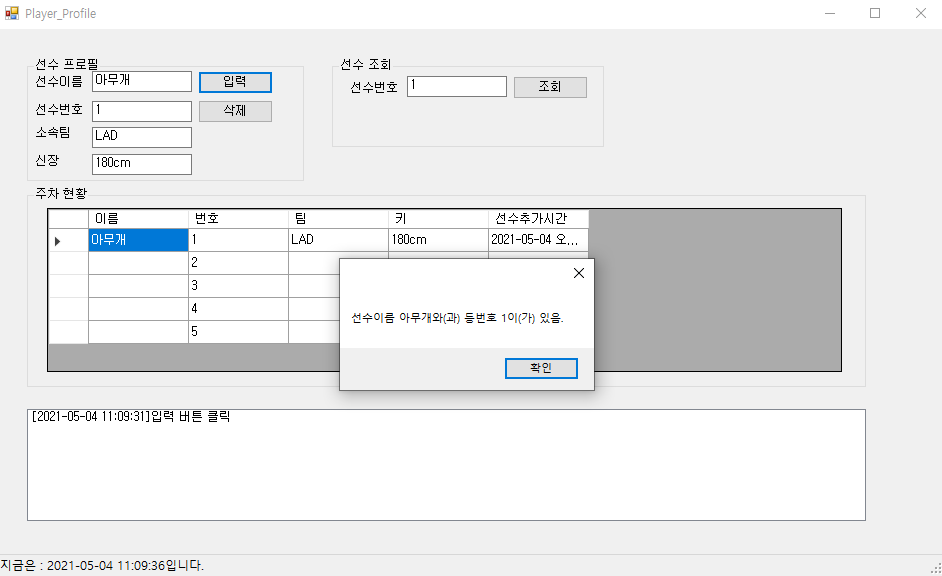 Player_Profile
선수 프로필
선수이름 아무개 입력
선수번호 1 삭제
소속팀 LAD
신장 180cm
선수 조회
선수번호 1 조회
주차 현황
이름 번호 팀 키 선수추가시간
아무개 1 LAD 180cm 2021-05-04 오...
2
3
4
5
선수이름 아무개와(과) 등번호 1이(가) 있음.
확인
[2021-05-04 11:09:31]입력 버튼 클릭
지금은 : 2021-05-04 11:09:36입니다.